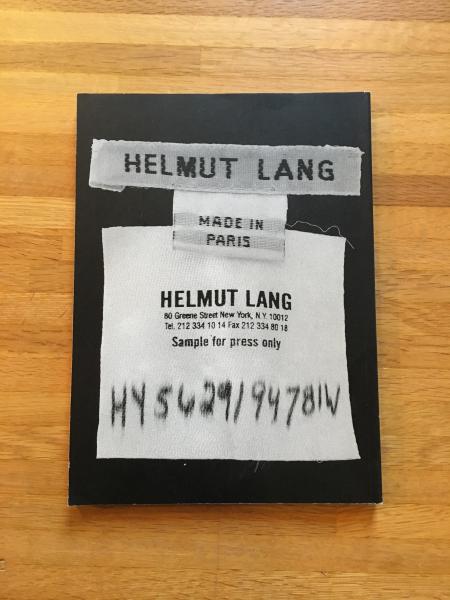 HELMUT LANG
MADE IN
PARIS
HELMUT LANG
80 Greene Street New York, N.Y. 10012
Tel. 212 334 10 14 Fax 212 334 80 18
Sample for press only
HY5629/94781W